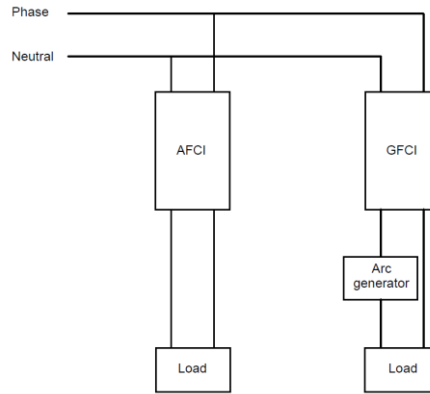 Phase
Neutral
AFCI
GFCI
Arc
generator
Load
Load